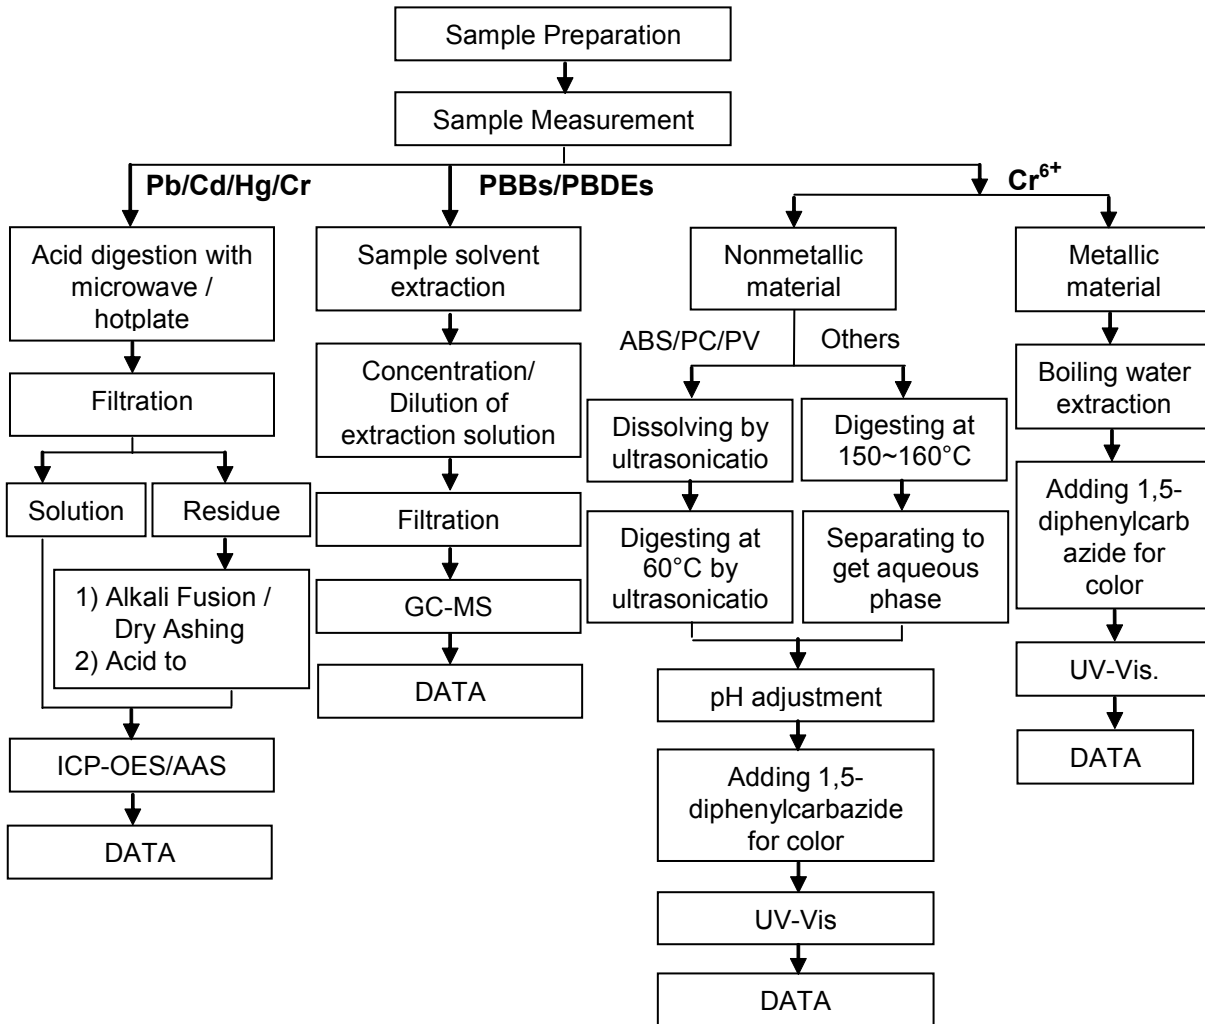 Sample Preparation
Sample Measurement
Pb/Cd/Hg/Cr
PBBs/PBDEs
Cr6+
Acid digestion with
microwave /
hotplate
Filtration
Solution
Residue
1) Alkali Fusion /
Dry Ashing
2) Acid to
ICP-OES/AAS
DATA
Sample solvent
extraction
Concentration/
Dilution of
extraction solution
Filtration
GC-MS
DATA
Nonmetallic
material
ABS/PC/PV
Others
Dissolving by
ultrasonicatio
Digesting at
60°C by
ultrasonicatio
Digesting at
150~160°C
Separating to
get aqueous
phase
pH adjustment
Adding 1,5-
diphenylcarbazide
for color
UV-Vis
DATA
Metallic
material
Boiling water
extraction
Adding 1,5-
diphenylcarb
azide for
color
UV-Vis.
DATA